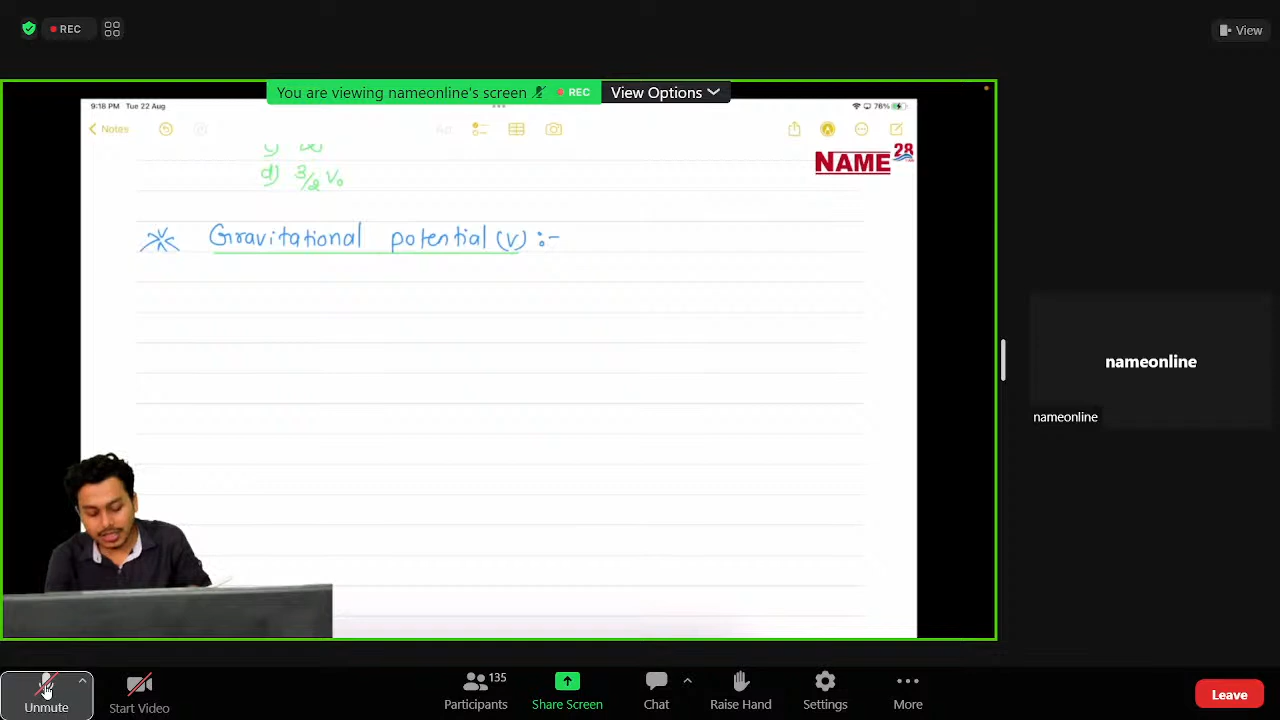 REC
View
You are viewing nameonline's screen
REC
View Options
9:18 PM Tue 22 Aug
76%
Notes
Aa
NAME 28
d) 3/2 V₀
Gravitational potential (V) :-
nameonline
nameonline
Unmute
Start Video
135
Participants
Share Screen
Chat
Raise Hand
Settings
More
Leave